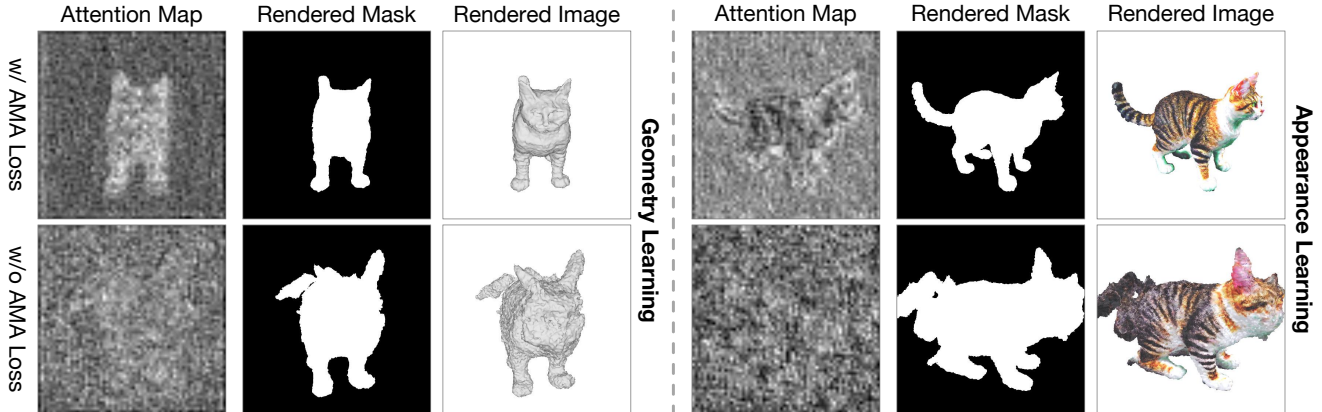 Attention Map Rendered Mask Rendered Image Attention Map Rendered Mask Rendered Image
w/ AMA Loss
w/o AMA Loss
Geometry Learning
Appearance Learning